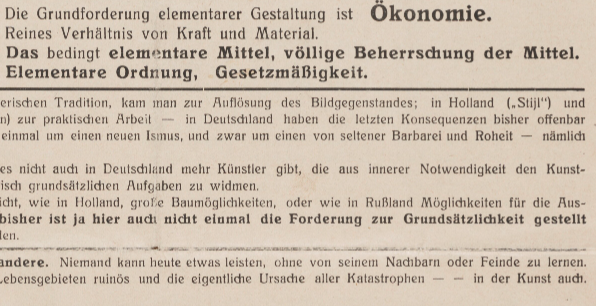 Die Grundforderung elementarer Gestaltung ist Ökonomie.
Reines Verhältnis von Kraft und Material.
Das bedingt elementare Mittel, völlige Beherrschung der Mittel.
Elementare Ordnung, Gesetzmäßigkeit.
erischen Tradition, kam man zur Auflösung des Bildgegenstandes; in Holland („Stijl“) und
n) zur praktischen Arbeit — in Deutschland haben die letzten Konsequenzen bisher offenbar
einmal um einen neuen Ismus, und zwar um einen von seltener Barbarei und Roheit — nämlich
es nicht auch in Deutschland mehr Künstler gibt, die aus innerer Notwendigkeit den Kunst-
isch grundsätzlichen Aufgaben zu widmen.
icht, wie in Holland, große Baumöglichkeiten, oder wie in Rußland Möglichkeiten für die Aus-
bisher ist ja hier auch nicht einmal die Forderung zur Grundsätzlichkeit gestellt
len.
andere. Niemand kann heute etwas leisten, ohne von seinem Nachbarn oder Feinde zu lernen.
Lebensgebieten ruinös und die eigentliche Ursache aller Katastrophen — — in der Kunst auch.